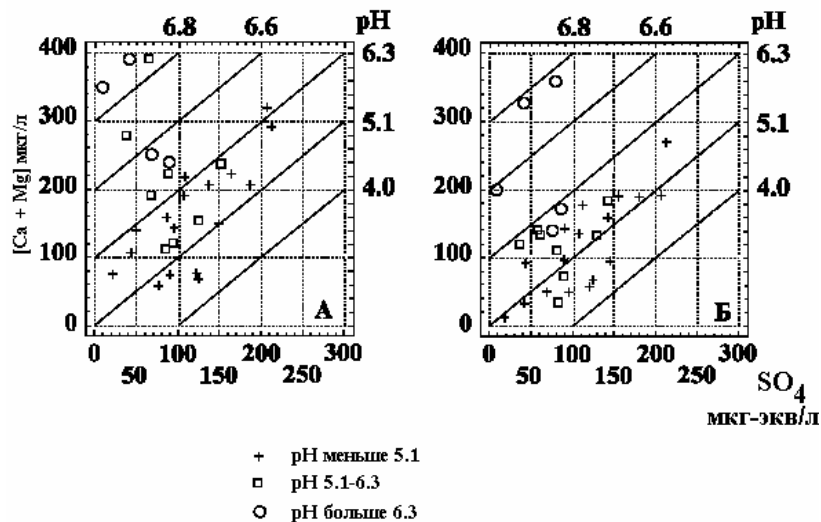 6.8 6.6 pH 6.8 6.6 pH
400 6.3 400 6.3
300 5.1 300 5.1
200 4.0 200 4.0
100 100
0 0
[Ca + Mg] мкг/л
А Б
0 100 200 300 0 100 200 300
50 150 250 50 150 250
SO4
мкг-экв/л
+ pH меньше 5.1
pH 5.1-6.3
pH больше 6.3